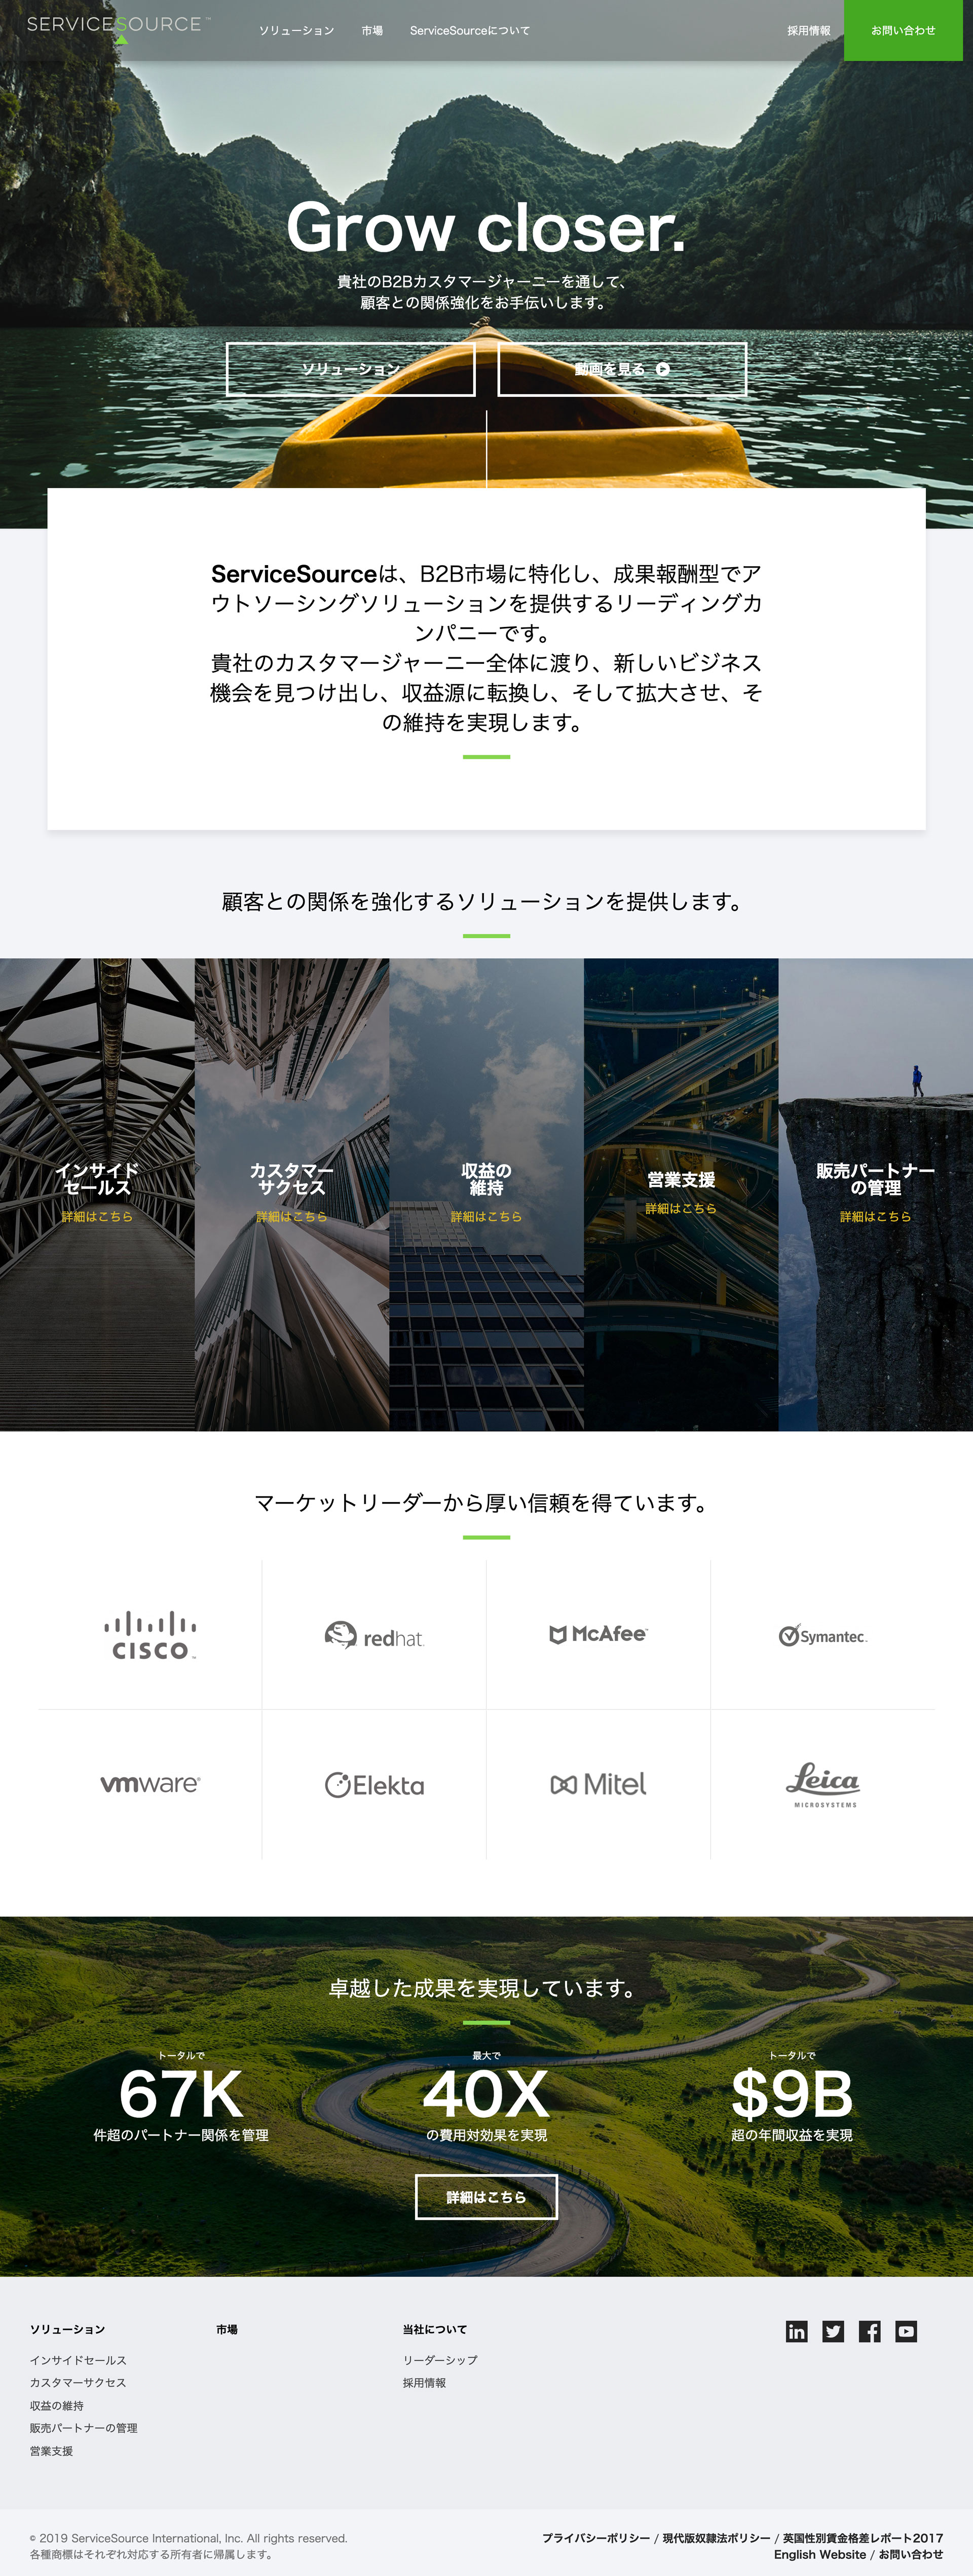 SERVICESOURCE™
ソリューション
市場
ServiceSourceについて
採用情報
お問い合わせ
Grow closer.
貴社のB2Bカスタマージャーニーを通して、
顧客との関係強化をお手伝いします。
ソリューション
動画を見る
ServiceSourceは、B2B市場に特化し、成果報酬型でア
ウトソーシングソリューションを提供するリーディングカ
ンパニーです。
貴社のカスタマージャーニー全体に渡り、新しいビジネス
機会を見つけ出し、収益源に転換し、そして拡大させ、そ
の維持を実現します。
顧客との関係を強化するソリューションを提供します。
インサイド
セールス
詳細はこちら
カスタマー
サクセス
詳細はこちら
収益の
維持
詳細はこちら
営業支援
詳細はこちら
販売パートナー
の管理
詳細はこちら
マーケットリーダーから厚い信頼を得ています。
CISCO™
redhat.
McAfee™
Symantec™
vmware®
Elekta
Mitel
Leica
MICROSYSTEMS
卓越した成果を実現しています。
トータルで
67K
件超のパートナー関係を管理
最大で
40X
の費用対効果を実現
トータルで
$9B
超の年間収益を実現
詳細はこちら
ソリューション
インサイドセールス
カスタマーサクセス
収益の維持
販売パートナーの管理
営業支援
市場
当社について
リーダーシップ
採用情報
© 2019 ServiceSource International, Inc. All rights reserved.
各種商標はそれぞれ対応する所有者に帰属します。
プライバシーポリシー / 現代版奴隷法ポリシー / 英国性別賃金格差レポート2017
English Website / お問い合わせ